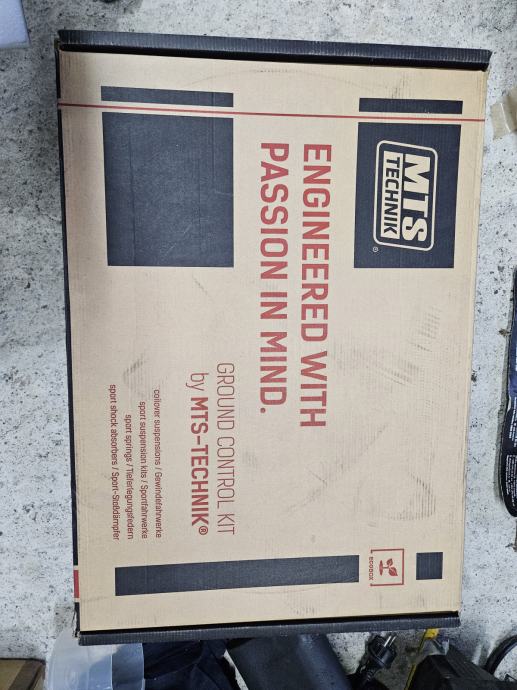 MTS
TECHNIK
®
ENGINEERED WITH
PASSION IN MIND.
GROUND CONTROL KIT
by MTS-TECHNIK®
coilover suspensions / Gewindefahrwerke
sport suspension kits / Sportfahrwerke
sport springs / Tieferlegungsfedern
sport shock absorbers / Sport-Stoßdämpfer
ECOBOX